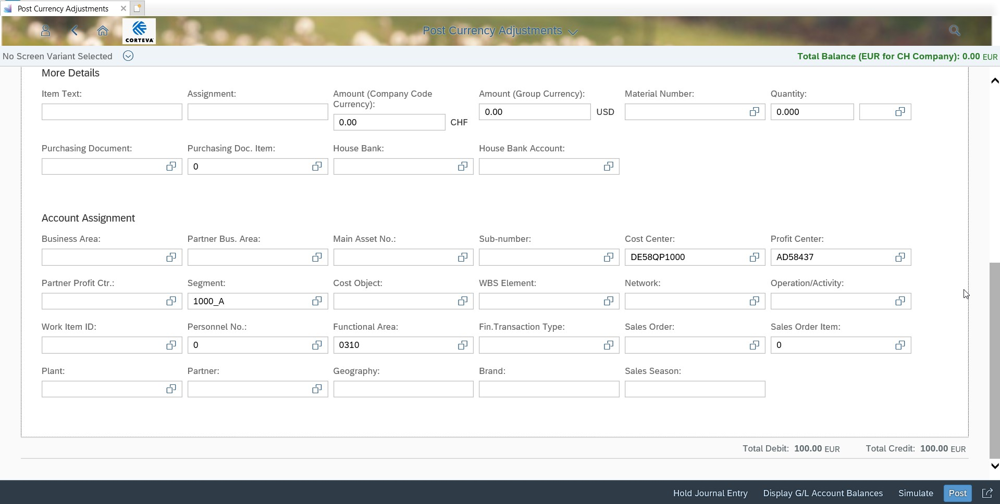 Post Currency Adjustments
CORTEVA
Post Currency Adjustments
No Screen Variant Selected
Total Balance (EUR for CH Company): 0.00 EUR
More Details
Item Text: Assignment: Amount (Company Code Currency): Amount (Group Currency): Material Number: Quantity:
0.00 CHF 0.00 USD 0.000
Purchasing Document: Purchasing Doc. Item: House Bank: House Bank Account:
0
Account Assignment
Business Area: Partner Bus. Area: Main Asset No.: Sub-number: Cost Center: Profit Center:
DE58QP1000 AD58437
Partner Profit Ctr.: Segment: Cost Object: WBS Element: Network: Operation/Activity:
1000_A
Work Item ID: Personnel No.: Functional Area: Fin.Transaction Type: Sales Order: Sales Order Item:
0 0310 0
Plant: Partner: Geography: Brand: Sales Season:
Total Debit: 100.00 EUR Total Credit: 100.00 EUR
Hold Journal Entry Display G/L Account Balances Simulate Post